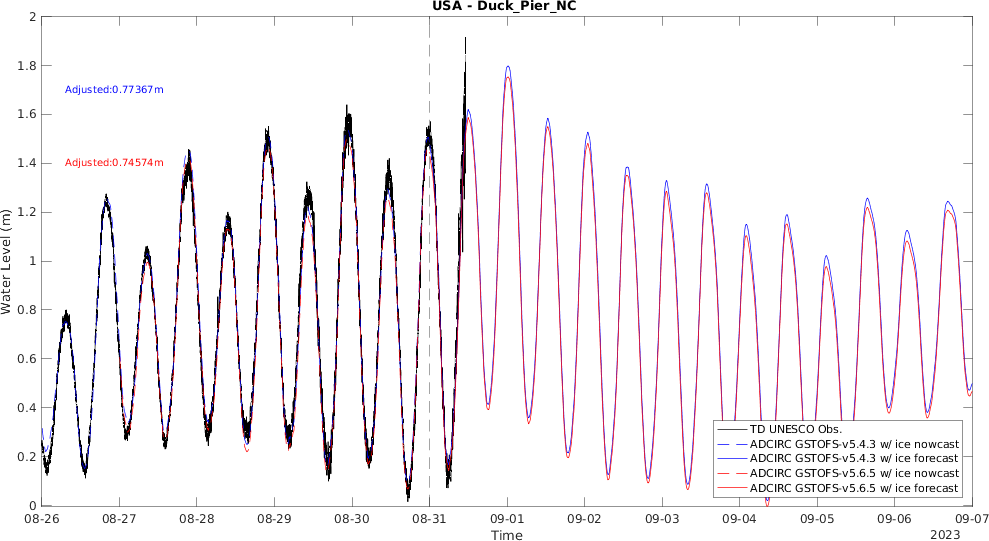 USA - Duck_Pier_NC
2
1.8
1.6
1.4
1.2
1
0.8
0.6
0.4
0.2
0
Water Level (m)
Adjusted:0.77367m
Adjusted:0.74574m
TD UNESCO Obs.
ADCIRC GSTOFS-v5.4.3 w/ ice nowcast
ADCIRC GSTOFS-v5.4.3 w/ ice forecast
ADCIRC GSTOFS-v5.6.5 w/ ice nowcast
ADCIRC GSTOFS-v5.6.5 w/ ice forecast
08-26 08-27 08-28 08-29 08-30 08-31 09-01 09-02 09-03 09-04 09-05 09-06 09-07
Time
2023